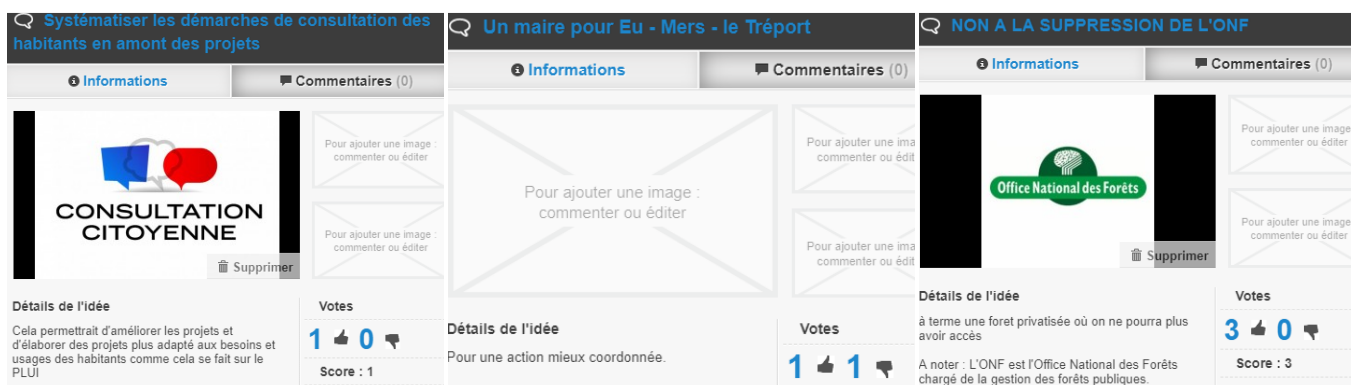 Systématiser les démarches de consultation des
habitants en amont des projets
Informations
Commentaires (0)
CONSULTATION
CITOYENNE
Supprimer
Pour ajouter une image :
commenter ou éditer
Pour ajouter une image :
commenter ou éditer
Détails de l'idée
Cela permettrait d'améliorer les projets et
d'élaborer des projets plus adapté aux besoins et
usages des habitants comme cela se fait sur le
PLUI
Votes
1 0
Score : 1
Un maire pour Eu - Mers - le Tréport
Informations
Commentaires (0)
Pour ajouter une image :
commenter ou éditer
Pour ajouter une ima
commenter ou édit
Pour ajouter une ima
commenter ou édit
Détails de l'idée
Pour une action mieux coordonnée.
Votes
1 1
NON A LA SUPPRESSION DE L'ONF
Informations
Commentaires (0)
Office National des Forêts
Supprimer
Pour ajouter une image
commenter ou éditer
Pour ajouter une image
commenter ou éditer
Détails de l'idée
à terme une foret privatisée où on ne pourra plus
avoir accès
A noter : L'ONF est l'Office National des Forêts
chargé de la gestion des forêts publiques.
Votes
3 0
Score : 3